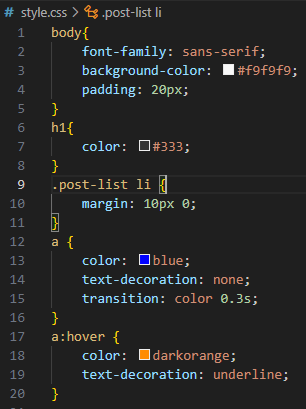 # style.css > .post-list li
1 body{
2     font-family: sans-serif;
3     background-color: #f9f9f9;
4     padding: 20px;
5 }
6 h1{
7     color: #333;
8 }
9 .post-list li {
10     margin: 10px 0;
11 }
12 a {
13     color: blue;
14     text-decoration: none;
15     transition: color 0.3s;
16 }
17 a:hover {
18     color: darkorange;
19     text-decoration: underline;
20 }